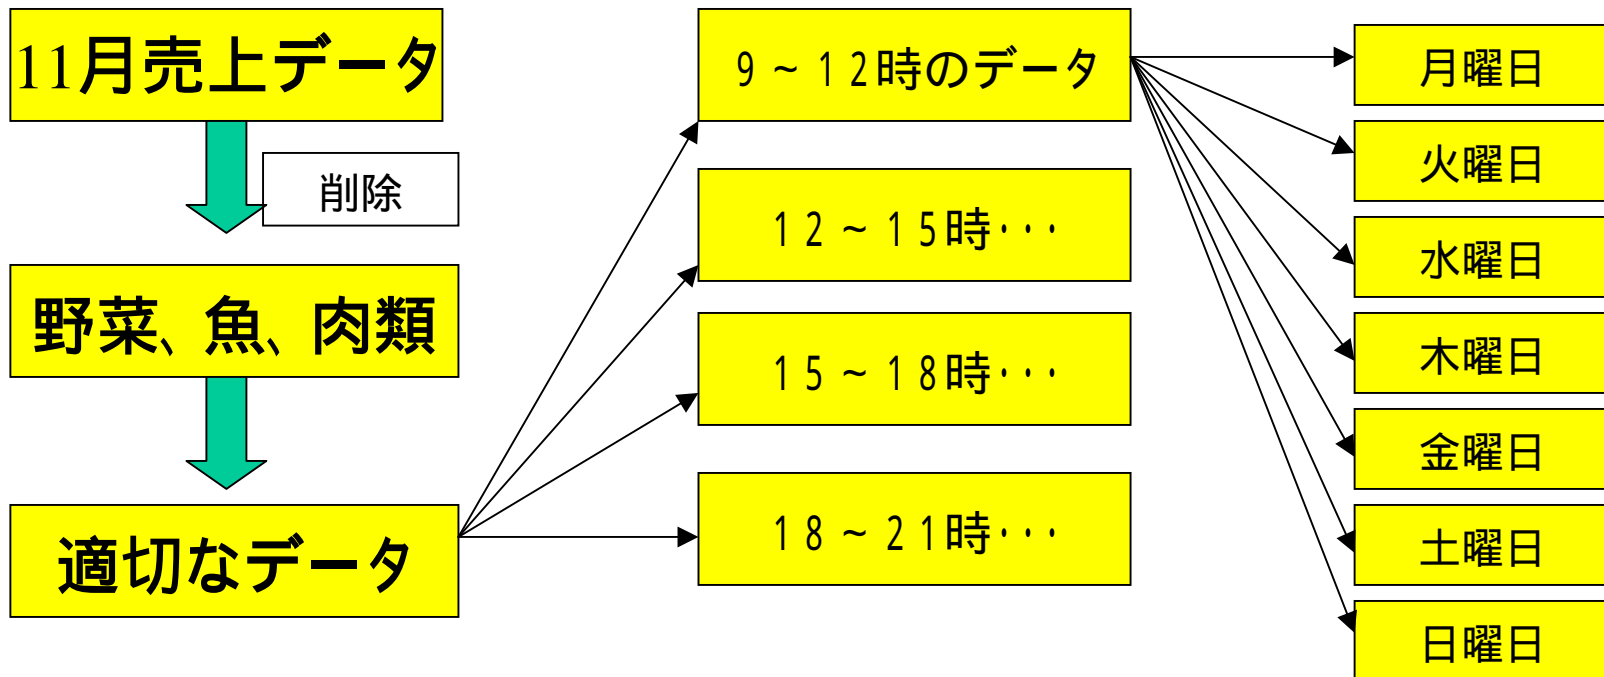 11月売上データ
削除
野菜、魚、肉類
適切なデータ
9~12時のデータ
12~15時···
15~18時···
18~21時···
月曜日
火曜日
水曜日
木曜日
金曜日
土曜日
日曜日